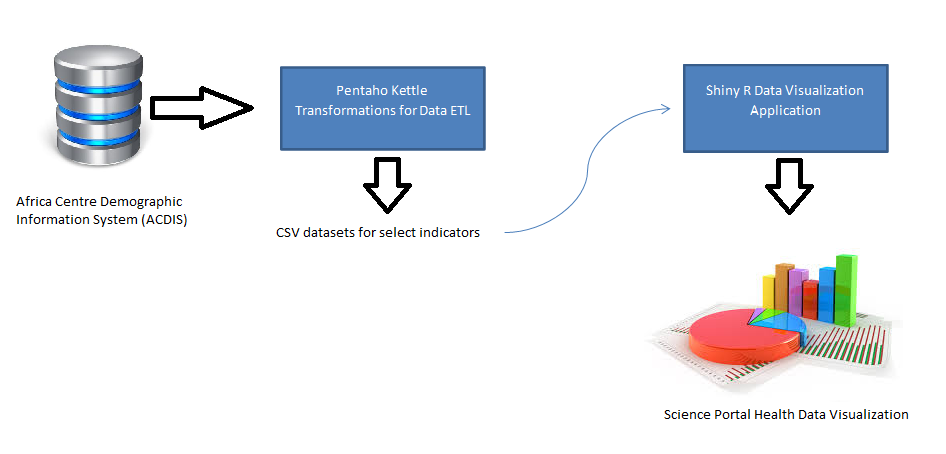 Africa Centre Demographic
Information System (ACDIS)
Pentaho Kettle
Transformations for Data ETL
CSV datasets for select indicators
Shiny R Data Visualization
Application
Science Portal Health Data Visualization